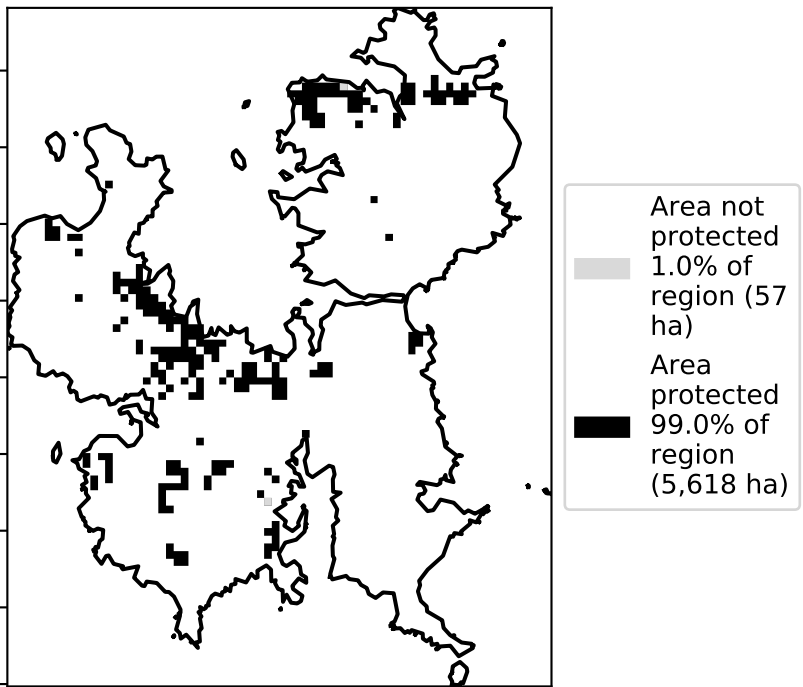 Area not
protected
1.0% of
region (57
ha)
Area
protected
99.0% of
region
(5,618 ha)